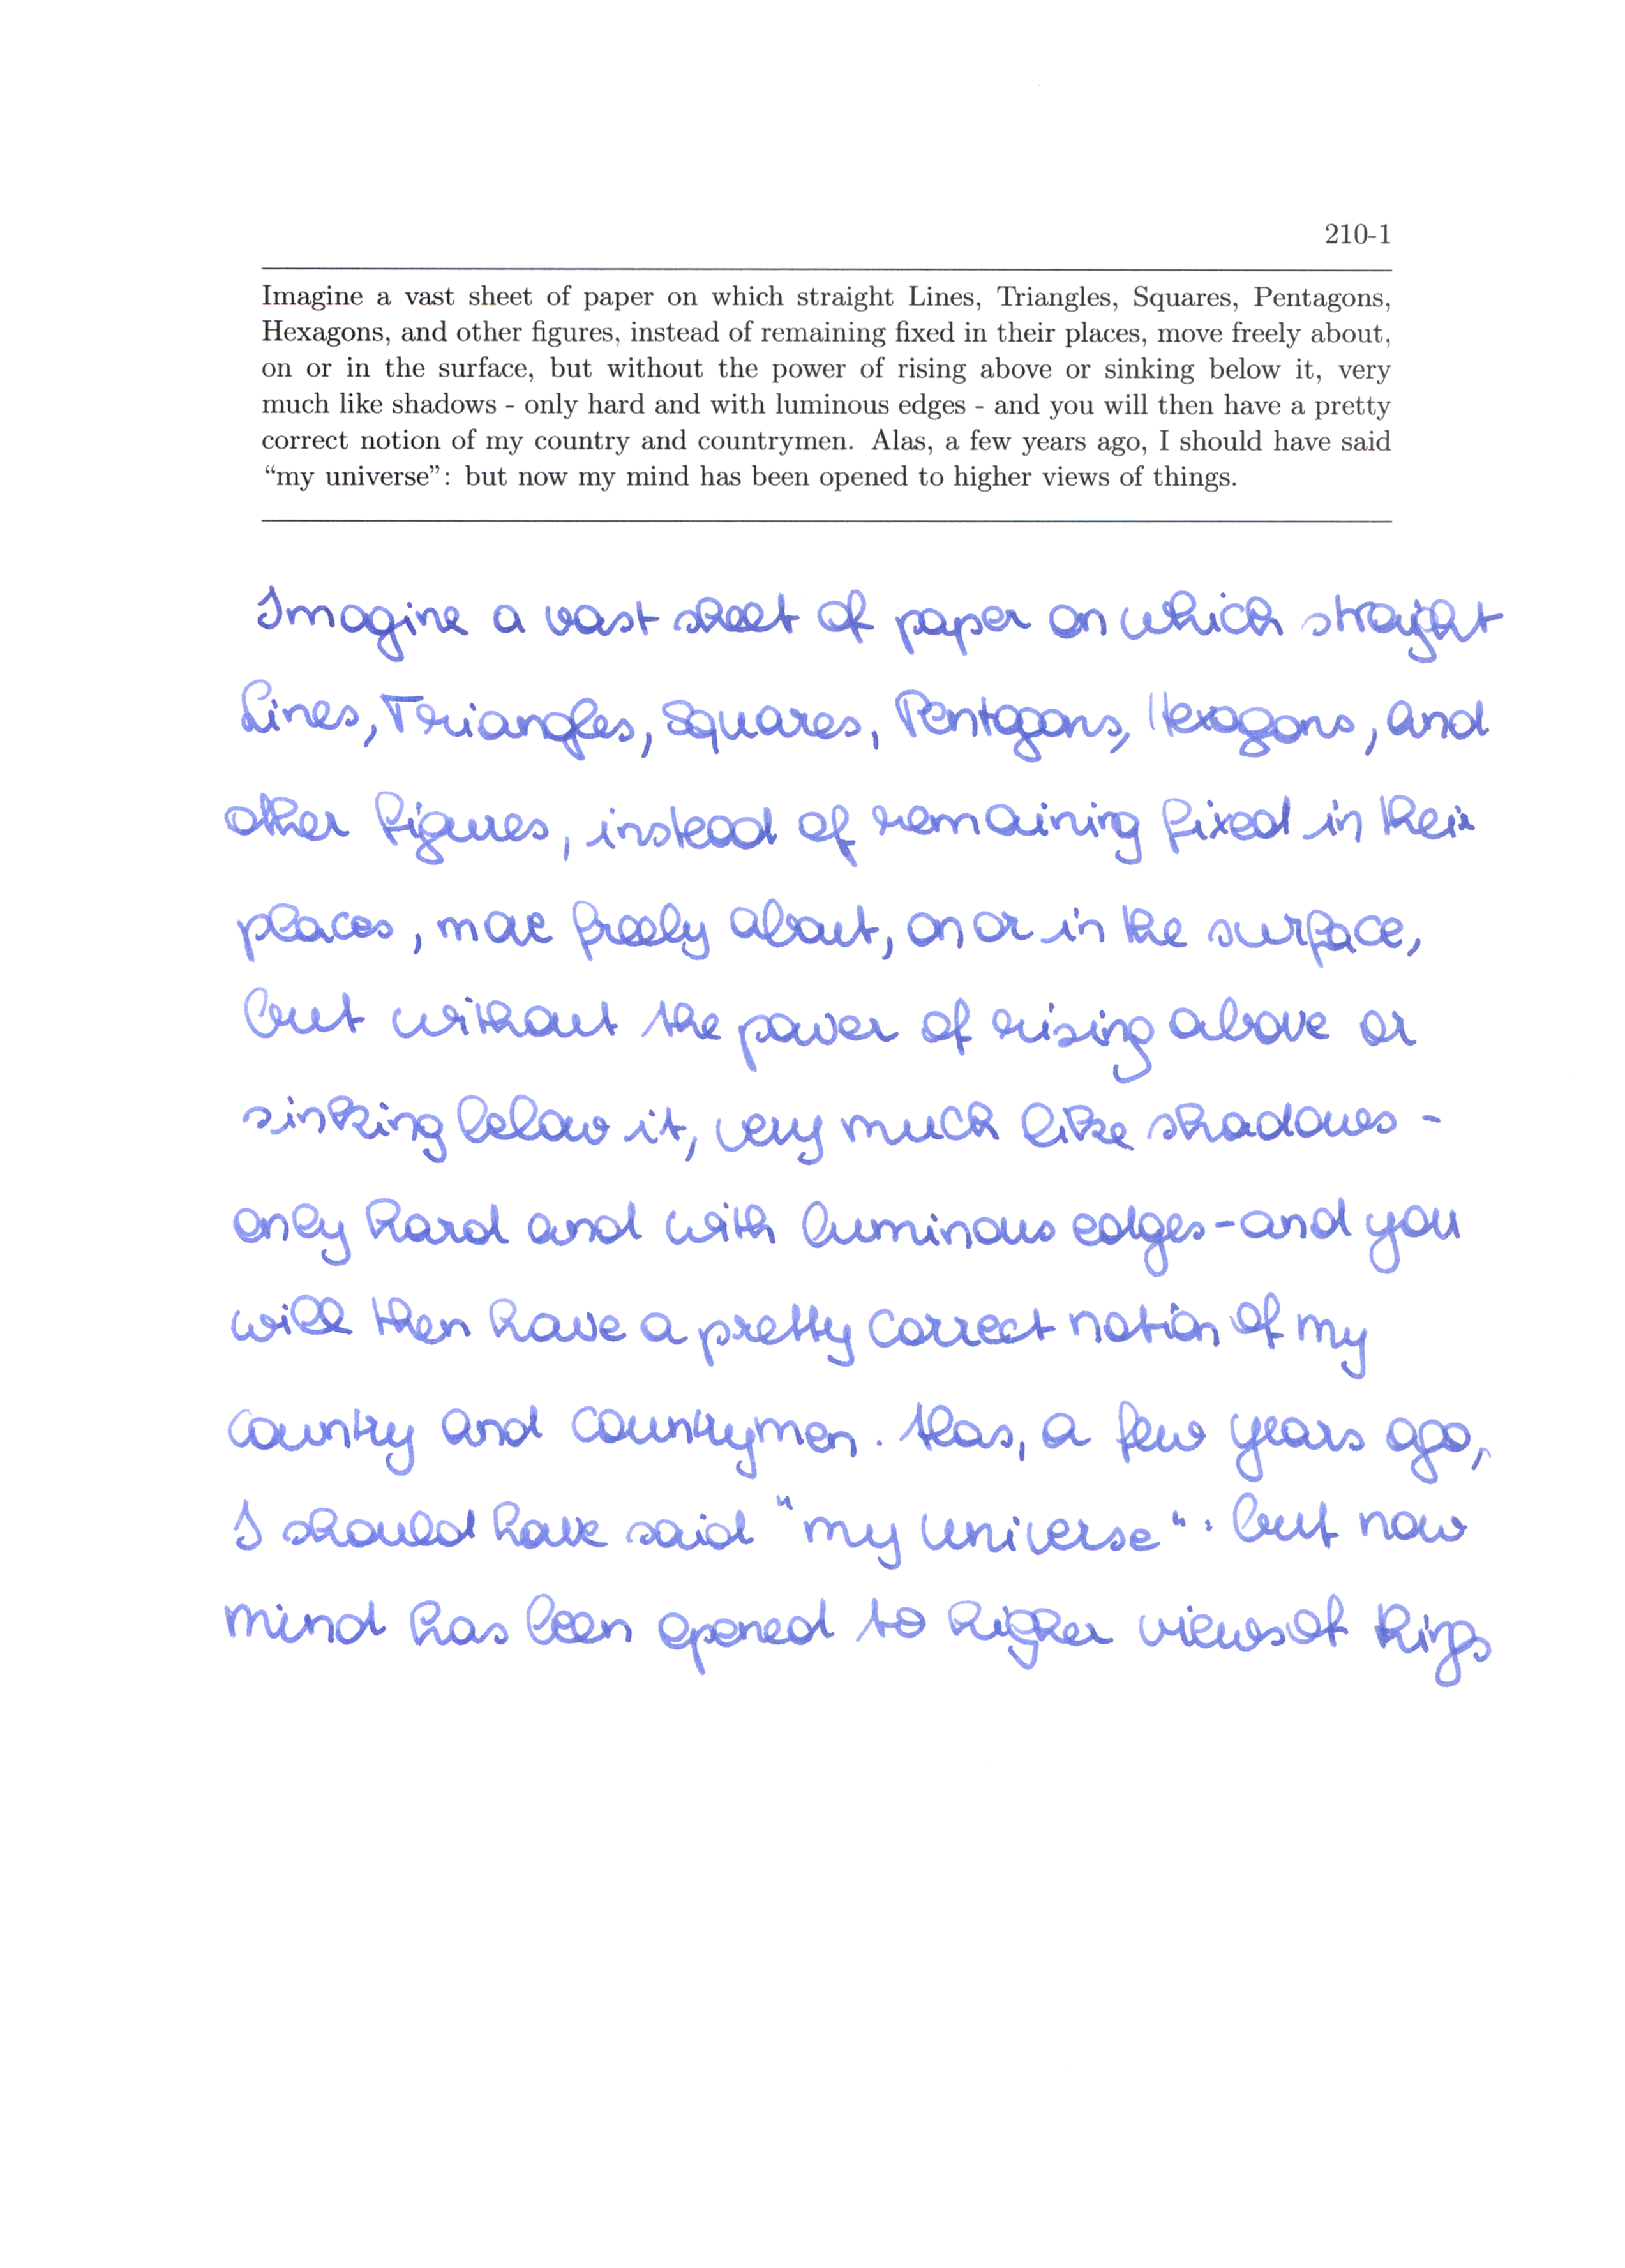 210-1
Imagine a vast sheet of paper on which straight Lines, Triangles, Squares, Pentagons,
Hexagons, and other figures, instead of remaining fixed in their places, move freely about,
on or in the surface, but without the power of rising above or sinking below it, very
much like shadows - only hard and with luminous edges - and you will then have a pretty
correct notion of my country and countrymen. Alas, a few years ago, I should have said
“my universe”: but now my mind has been opened to higher views of things.
Imagine a vast sheet of paper on which straight
Lines, Triangles, Squares, Pentagons, Hexagons, and
other figures, instead of remaining fixed in their
places, move freely about, on or in the surface,
but without the power of rising above or
sinking below it, very much like shadows -
only hard and with luminous edges - and you
will then have a pretty correct notion of my
country and countrymen. Alas, a few years ago,
I should have said "my universe": but now
mind has been opened to higher views of things